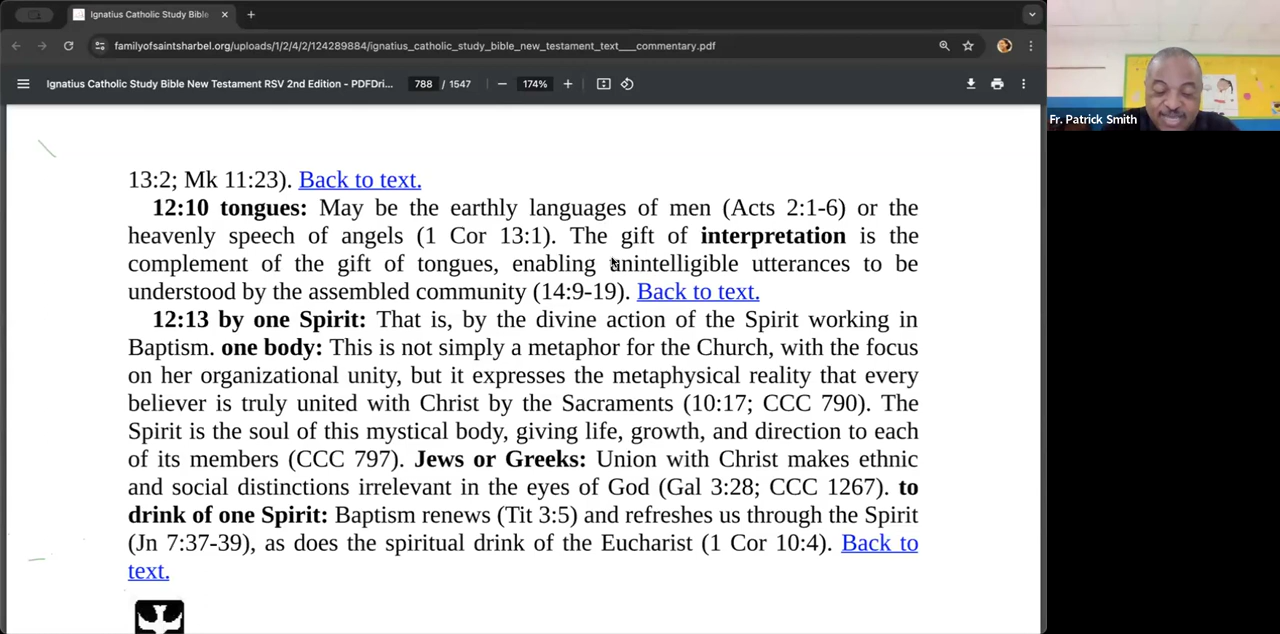 Ignatius Catholic Study Bible
familyofsaintsharbel.org/uploads/1/2/4/2/124289884/ignatius_catholic_study_bible_new_testament_text___commentary.pdf
Ignatius Catholic Study Bible New Testament RSV 2nd Edition - PDFDri... 788 / 1547 174%
Fr. Patrick Smith
13:2; Mk 11:23). Back to text.
12:10 tongues: May be the earthly languages of men (Acts 2:1-6) or the
heavenly speech of angels (1 Cor 13:1). The gift of interpretation is the
complement of the gift of tongues, enabling unintelligible utterances to be
understood by the assembled community (14:9-19). Back to text.
12:13 by one Spirit: That is, by the divine action of the Spirit working in
Baptism. one body: This is not simply a metaphor for the Church, with the focus
on her organizational unity, but it expresses the metaphysical reality that every
believer is truly united with Christ by the Sacraments (10:17; CCC 790). The
Spirit is the soul of this mystical body, giving life, growth, and direction to each
of its members (CCC 797). Jews or Greeks: Union with Christ makes ethnic
and social distinctions irrelevant in the eyes of God (Gal 3:28; CCC 1267). to
drink of one Spirit: Baptism renews (Tit 3:5) and refreshes us through the Spirit
(Jn 7:37-39), as does the spiritual drink of the Eucharist (1 Cor 10:4). Back to
text.